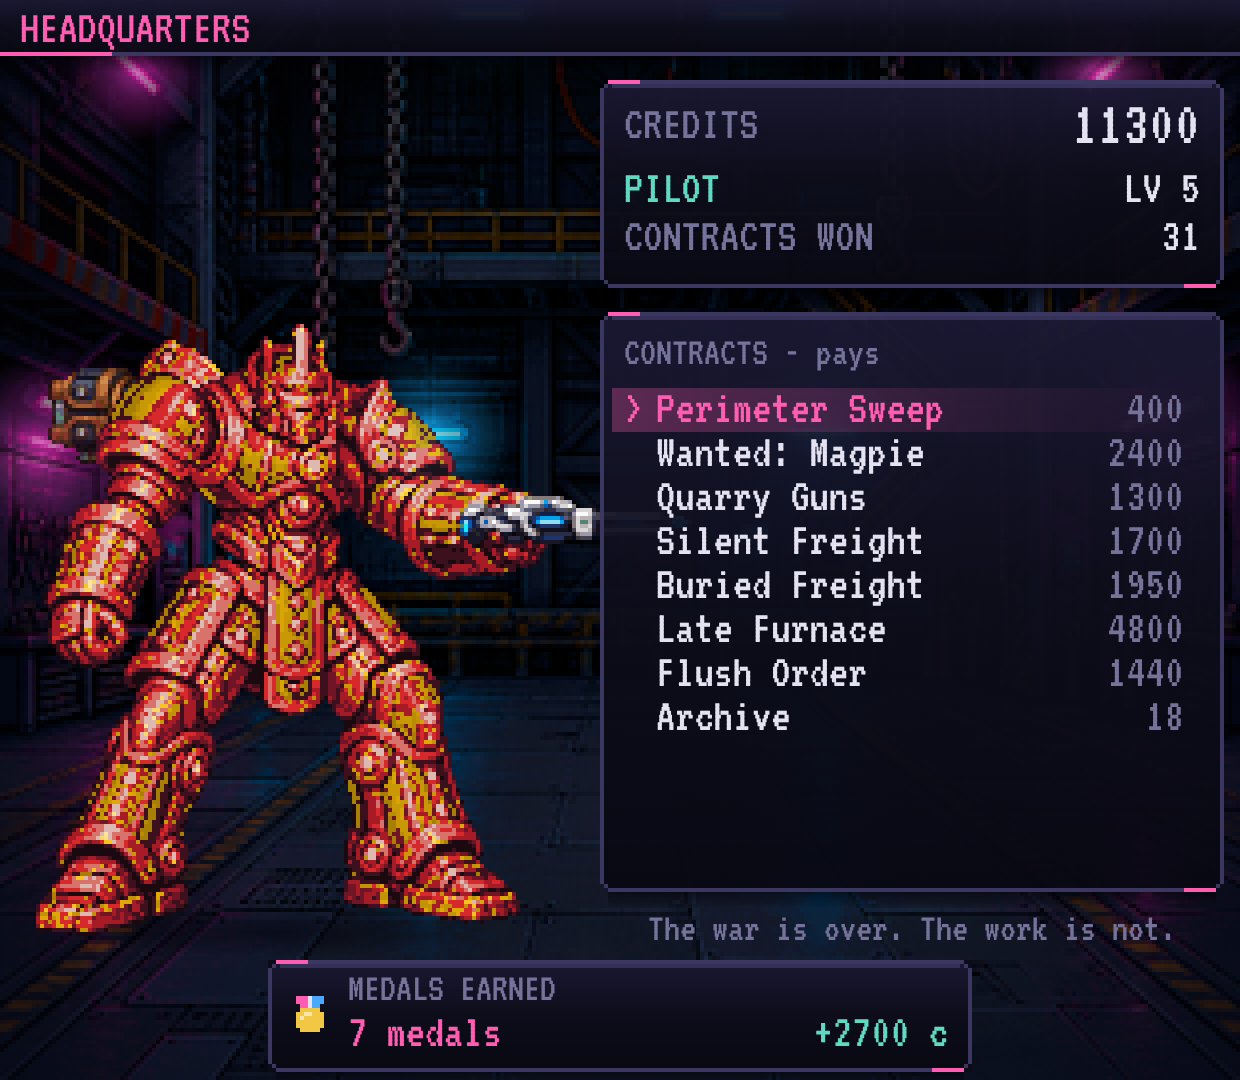 HEADQUARTERS
CREDITS 11300
PILOT LV 5
CONTRACTS WON 31
CONTRACTS - pays
> Perimeter Sweep 400
Wanted: Magpie 2400
Quarry Guns 1300
Silent Freight 1700
Buried Freight 1950
Late Furnace 4800
Flush Order 1440
Archive 18
The war is over. The work is not.
MEDALS EARNED
7 medals +2700 c